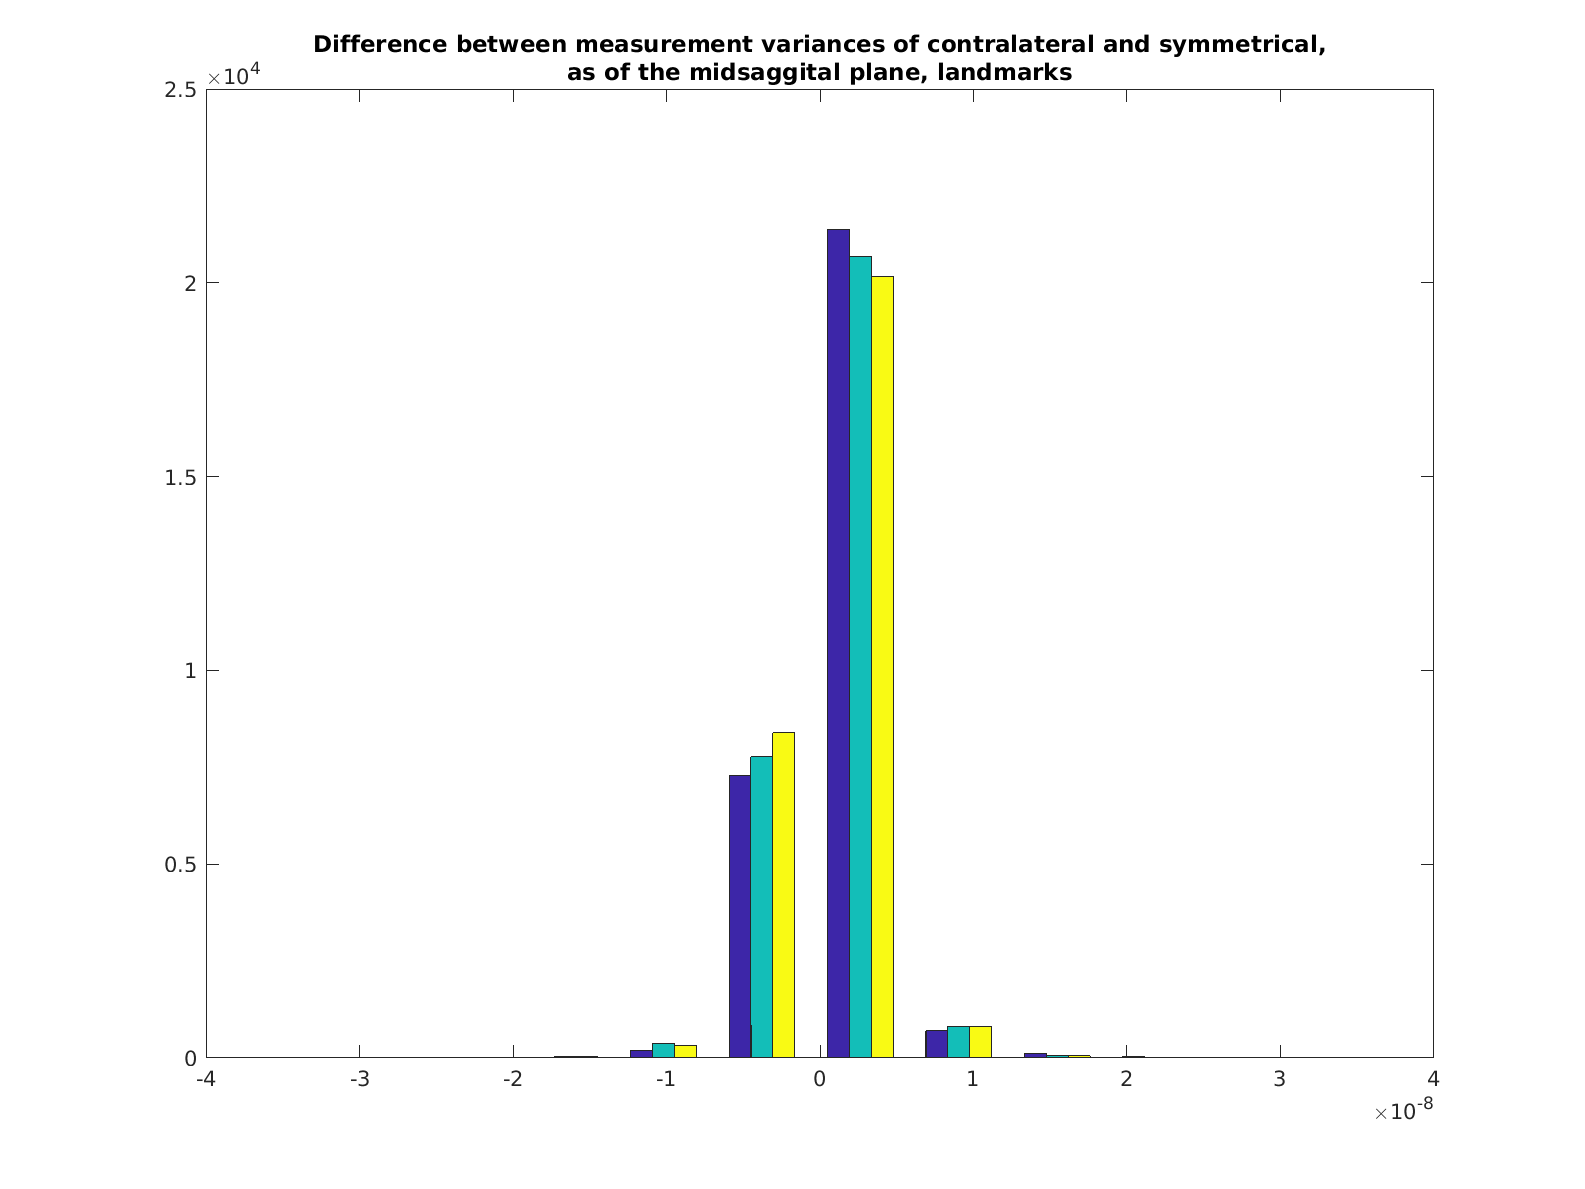 Difference between measurement variances of contralateral and symmetrical,
as of the midsaggital plane, landmarks
×10^4
2.5
2
1.5
1
0.5
0
-4 -3 -2 -1 0 1 2 3 4
×10^-8